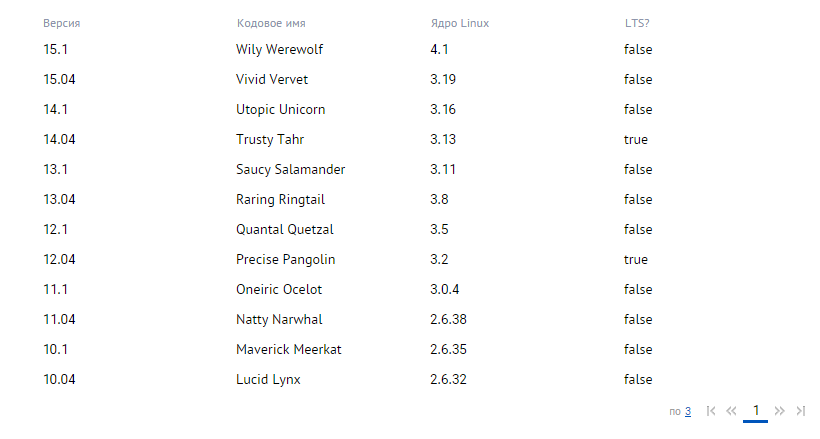 Версия Кодовое имя Ядро Linux LTS?
15.1 Wily Werewolf 4.1 false
15.04 Vivid Vervet 3.19 false
14.1 Utopic Unicorn 3.16 false
14.04 Trusty Tahr 3.13 true
13.1 Saucy Salamander 3.11 false
13.04 Raring Ringtail 3.8 false
12.1 Quantal Quetzal 3.5 false
12.04 Precise Pangolin 3.2 true
11.1 Oneiric Ocelot 3.0.4 false
11.04 Natty Narwhal 2.6.38 false
10.1 Maverick Meerkat 2.6.35 false
10.04 Lucid Lynx 2.6.32 false
по 3 1